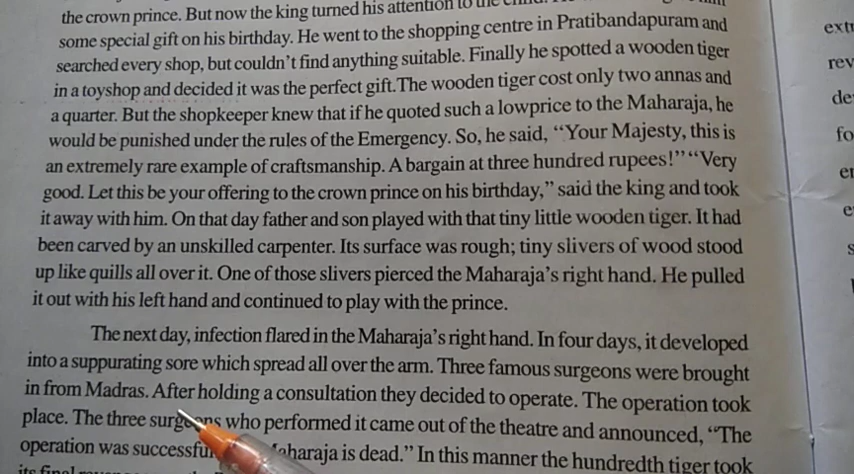 the crown prince. But now the king turned his attention to the child. He
some special gift on his birthday. He went to the shopping centre in Pratibandapuram and
searched every shop, but couldn't find anything suitable. Finally he spotted a wooden tiger
in a toyshop and decided it was the perfect gift.The wooden tiger cost only two annas and
a quarter. But the shopkeeper knew that if he quoted such a lowprice to the Maharaja, he
would be punished under the rules of the Emergency. So, he said, “Your Majesty, this is
an extremely rare example of craftsmanship. A bargain at three hundred rupees!” “Very
good. Let this be your offering to the crown prince on his birthday,” said the king and took
it away with him. On that day father and son played with that tiny little wooden tiger. It had
been carved by an unskilled carpenter. Its surface was rough; tiny slivers of wood stood
up like quills all over it. One of those slivers pierced the Maharaja's right hand. He pulled
it out with his left hand and continued to play with the prince.
The next day, infection flared in the Maharaja's right hand. In four days, it developed
into a suppurating sore which spread all over the arm. Three famous surgeons were brought
in from Madras. After holding a consultation they decided to operate. The operation took
place. The three surgeons who performed it came out of the theatre and announced, “The
operation was successful Maharaja is dead.” In this manner the hundredth tiger took
its final
ext
rev
de
fo
er
e
s